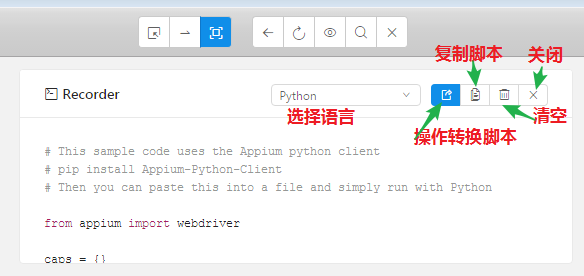 复制脚本
关闭
Recorder
Python
选择语言
清空
操作转换脚本
# This sample code uses the Appium python client
# pip install Appium-Python-Client
# Then you can paste this into a file and simply run with Python
from appium import webdriver
caps = {}